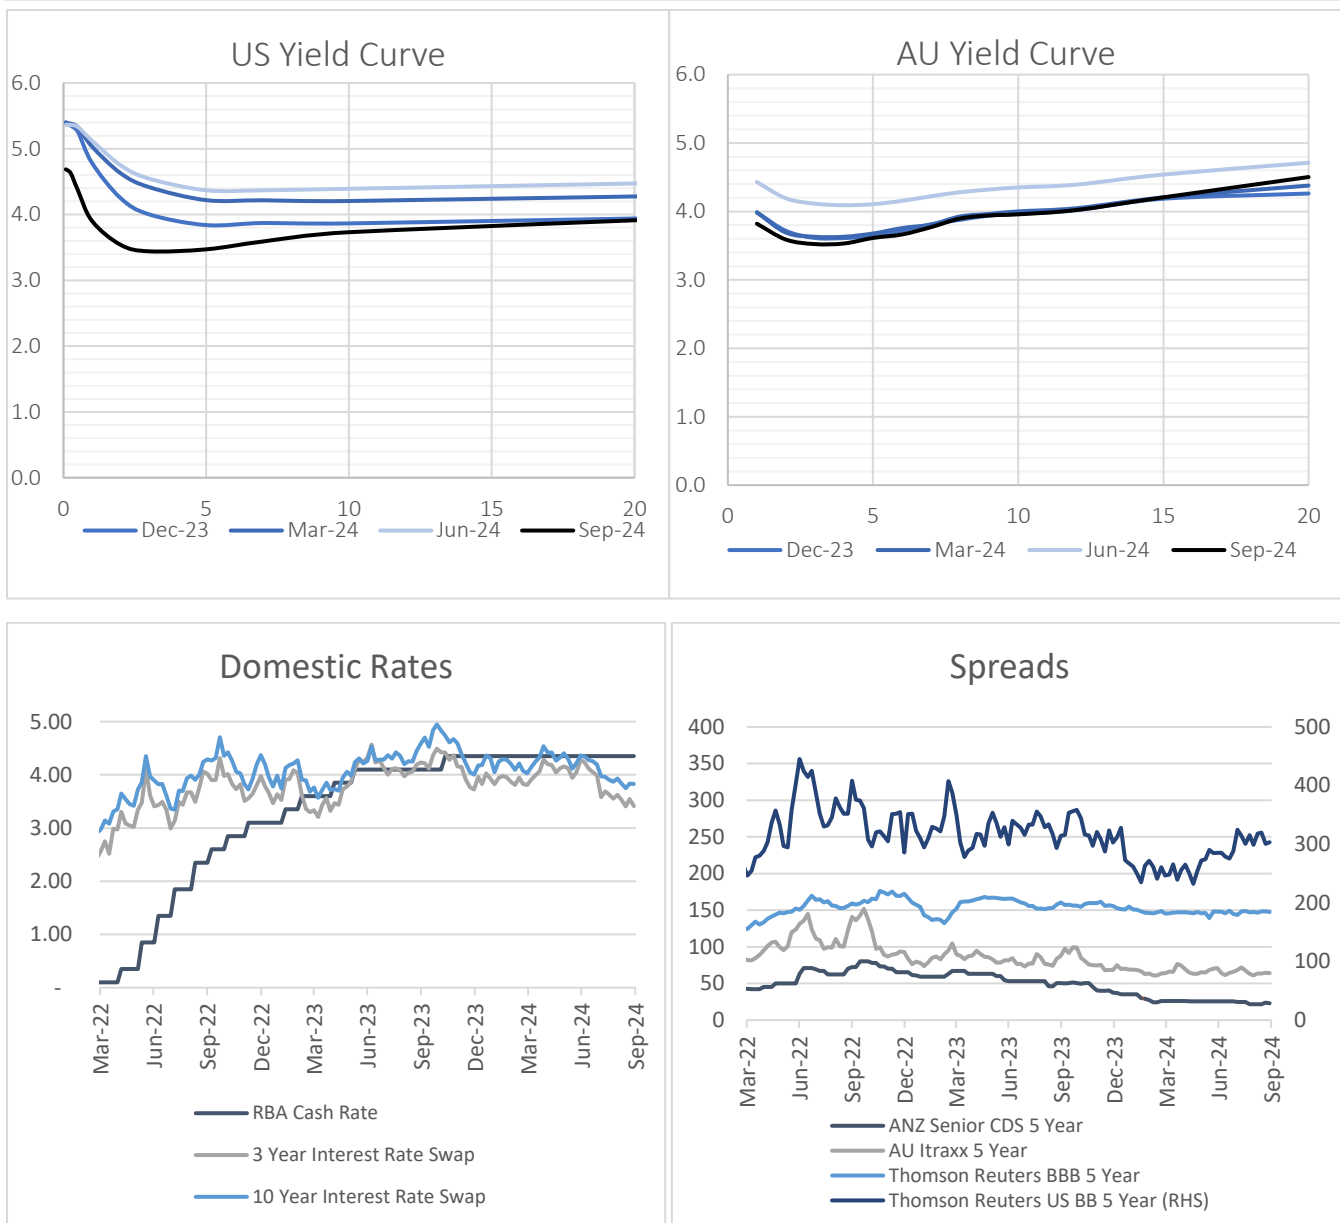 US Yield Curve
6.0
5.0
4.0
3.0
2.0
1.0
0.0
0 5 10 15 20
Dec-23 Mar-24 Jun-24 Sep-24
AU Yield Curve
6.0
5.0
4.0
3.0
2.0
1.0
0.0
0 5 10 15 20
Dec-23 Mar-24 Jun-24 Sep-24
Domestic Rates
5.00
4.00
3.00
2.00
1.00
-
Mar-22
Jun-22
Sep-22
Dec-22
Mar-23
Jun-23
Sep-23
Dec-23
Mar-24
Jun-24
Sep-24
RBA Cash Rate
3 Year Interest Rate Swap
10 Year Interest Rate Swap
Spreads
400
350
300
250
200
150
100
50
0
500
400
300
200
100
0
Mar-22
Jun-22
Sep-22
Dec-22
Mar-23
Jun-23
Sep-23
Dec-23
Mar-24
Jun-24
Sep-24
ANZ Senior CDS 5 Year
AU Itraxx 5 Year
Thomson Reuters BBB 5 Year
Thomson Reuters US BB 5 Year (RHS)